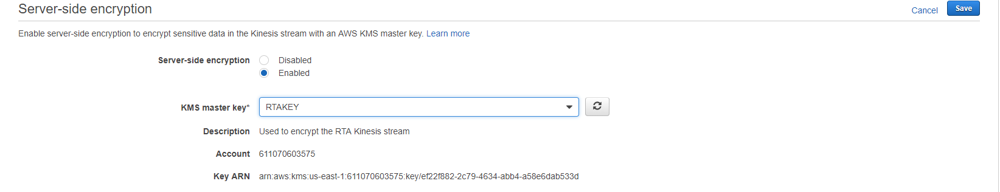 Server-side encryption
Cancel Save
Enable server-side encryption to encrypt sensitive data in the Kinesis stream with an AWS KMS master key. Learn more
Server-side encryption Disabled
Enabled
KMS master key* RTAKEY
Description Used to encrypt the RTA Kinesis stream
Account 611070603575
Key ARN arn:aws:kms:us-east-1:611070603575:key/ef22f882-2c79-4634-abb4-a58e6dab533d